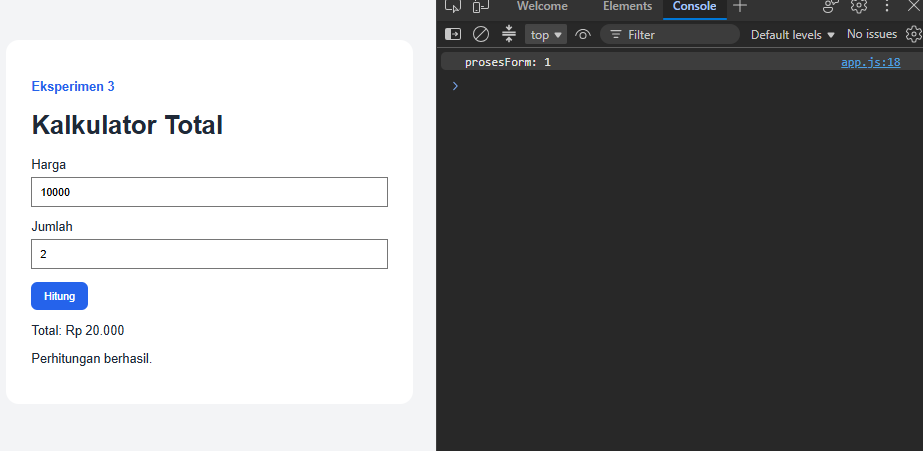 Eksperimen 3
Kalkulator Total
Harga
10000
Jumlah
2
Hitung
Total: Rp 20.000
Perhitungan berhasil.
Welcome Elements Console
top Filter Default levels No issues
prosesForm: 1 app.js:18